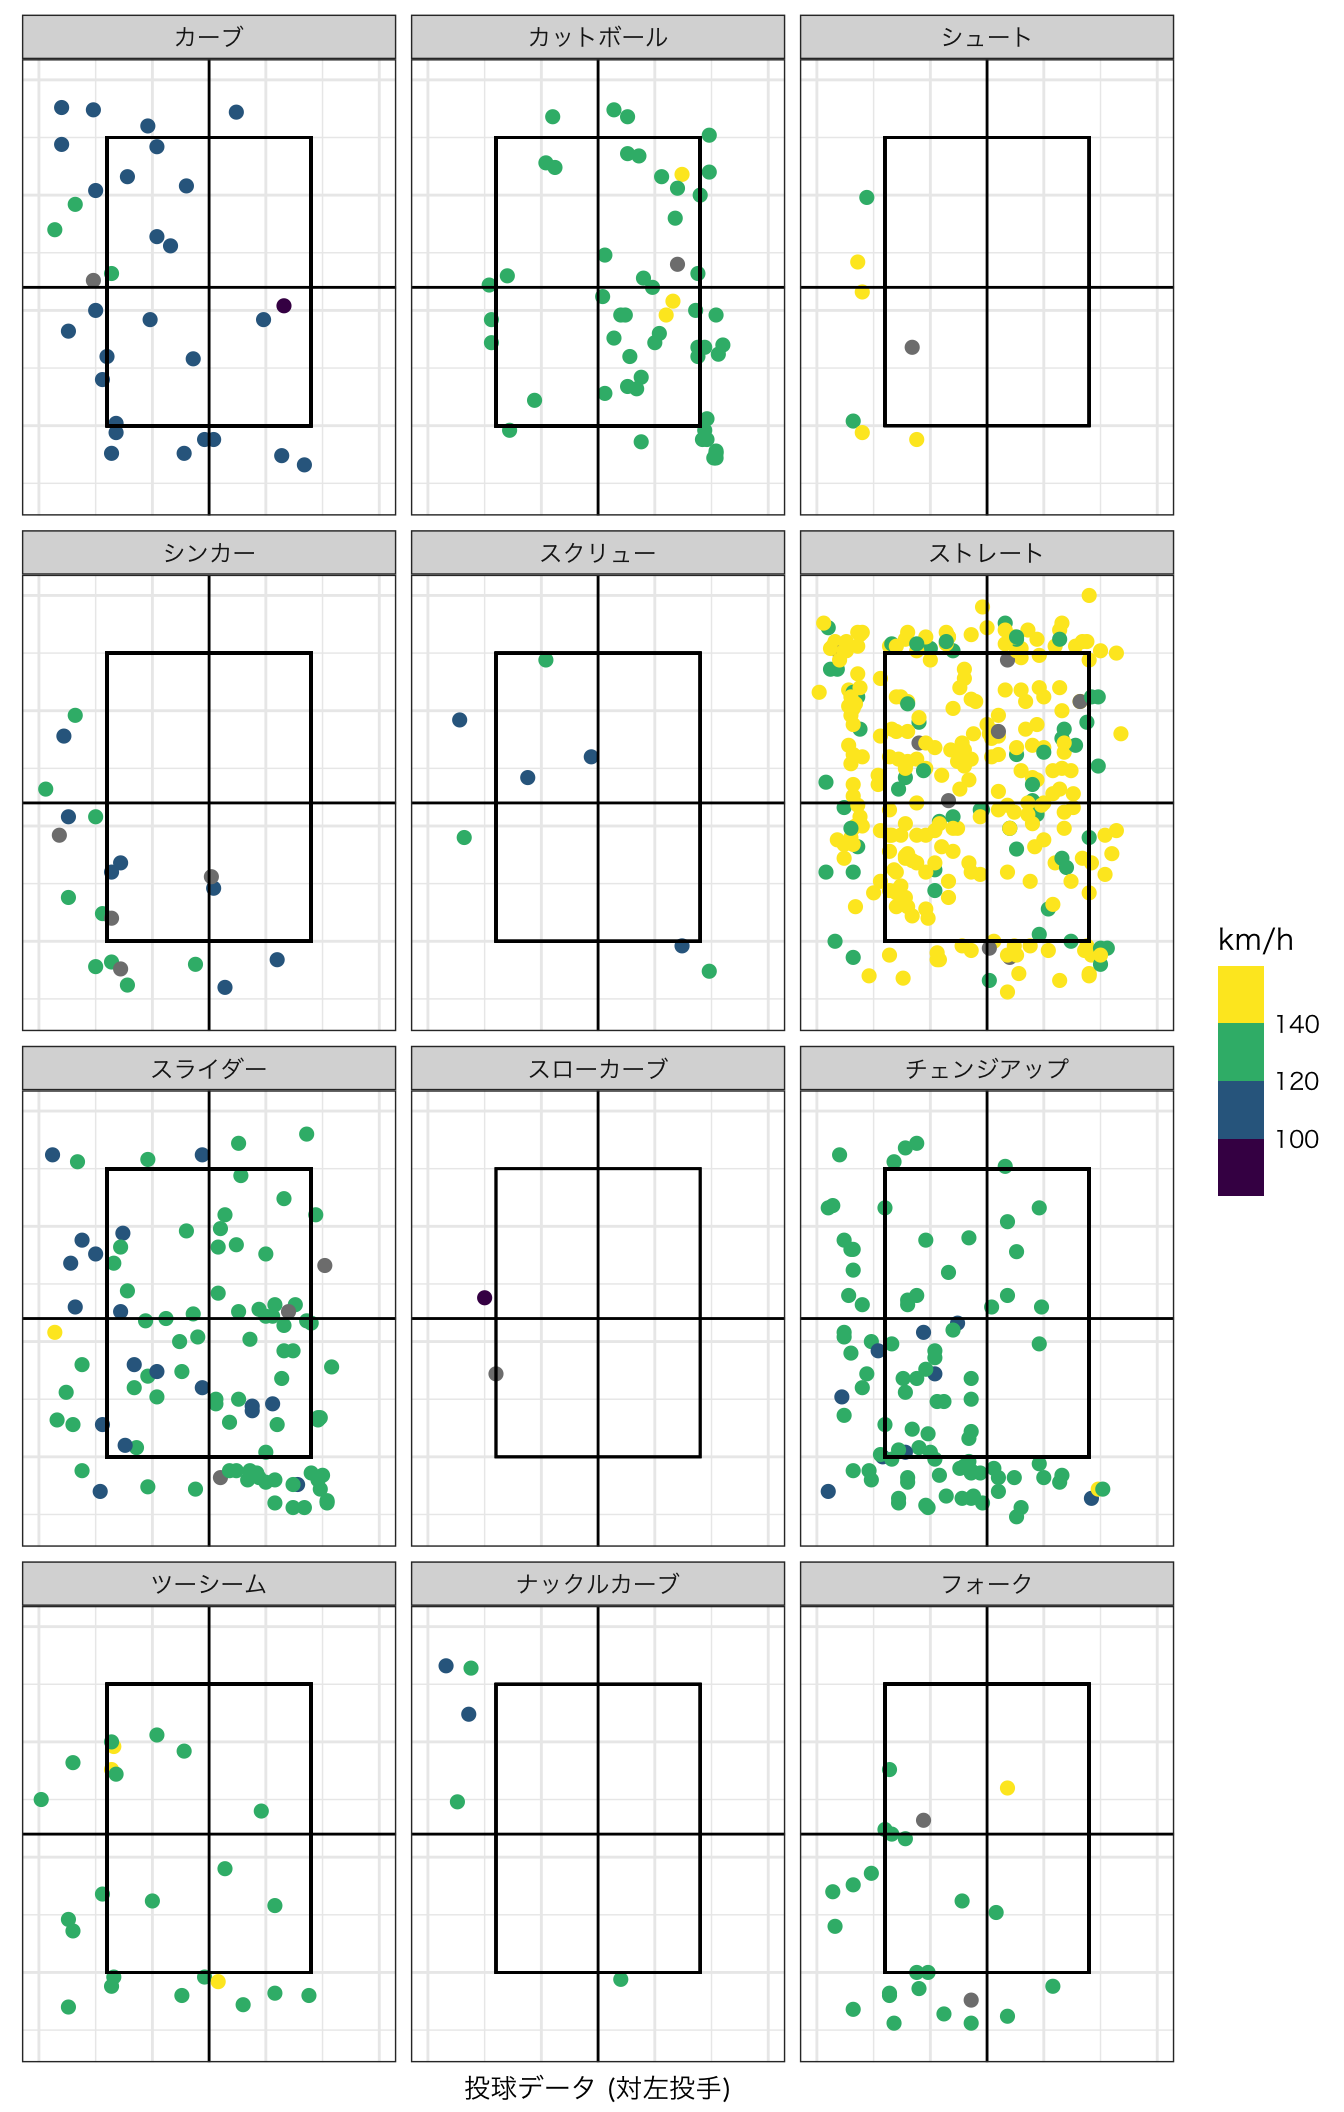 カーブ
カットボール
シュート
シンカー
スクリュー
ストレート
スライダー
スローカーブ
チェンジアップ
ツーシーム
ナックルカーブ
フォーク
km/h
140
120
100
投球データ (対左投手)